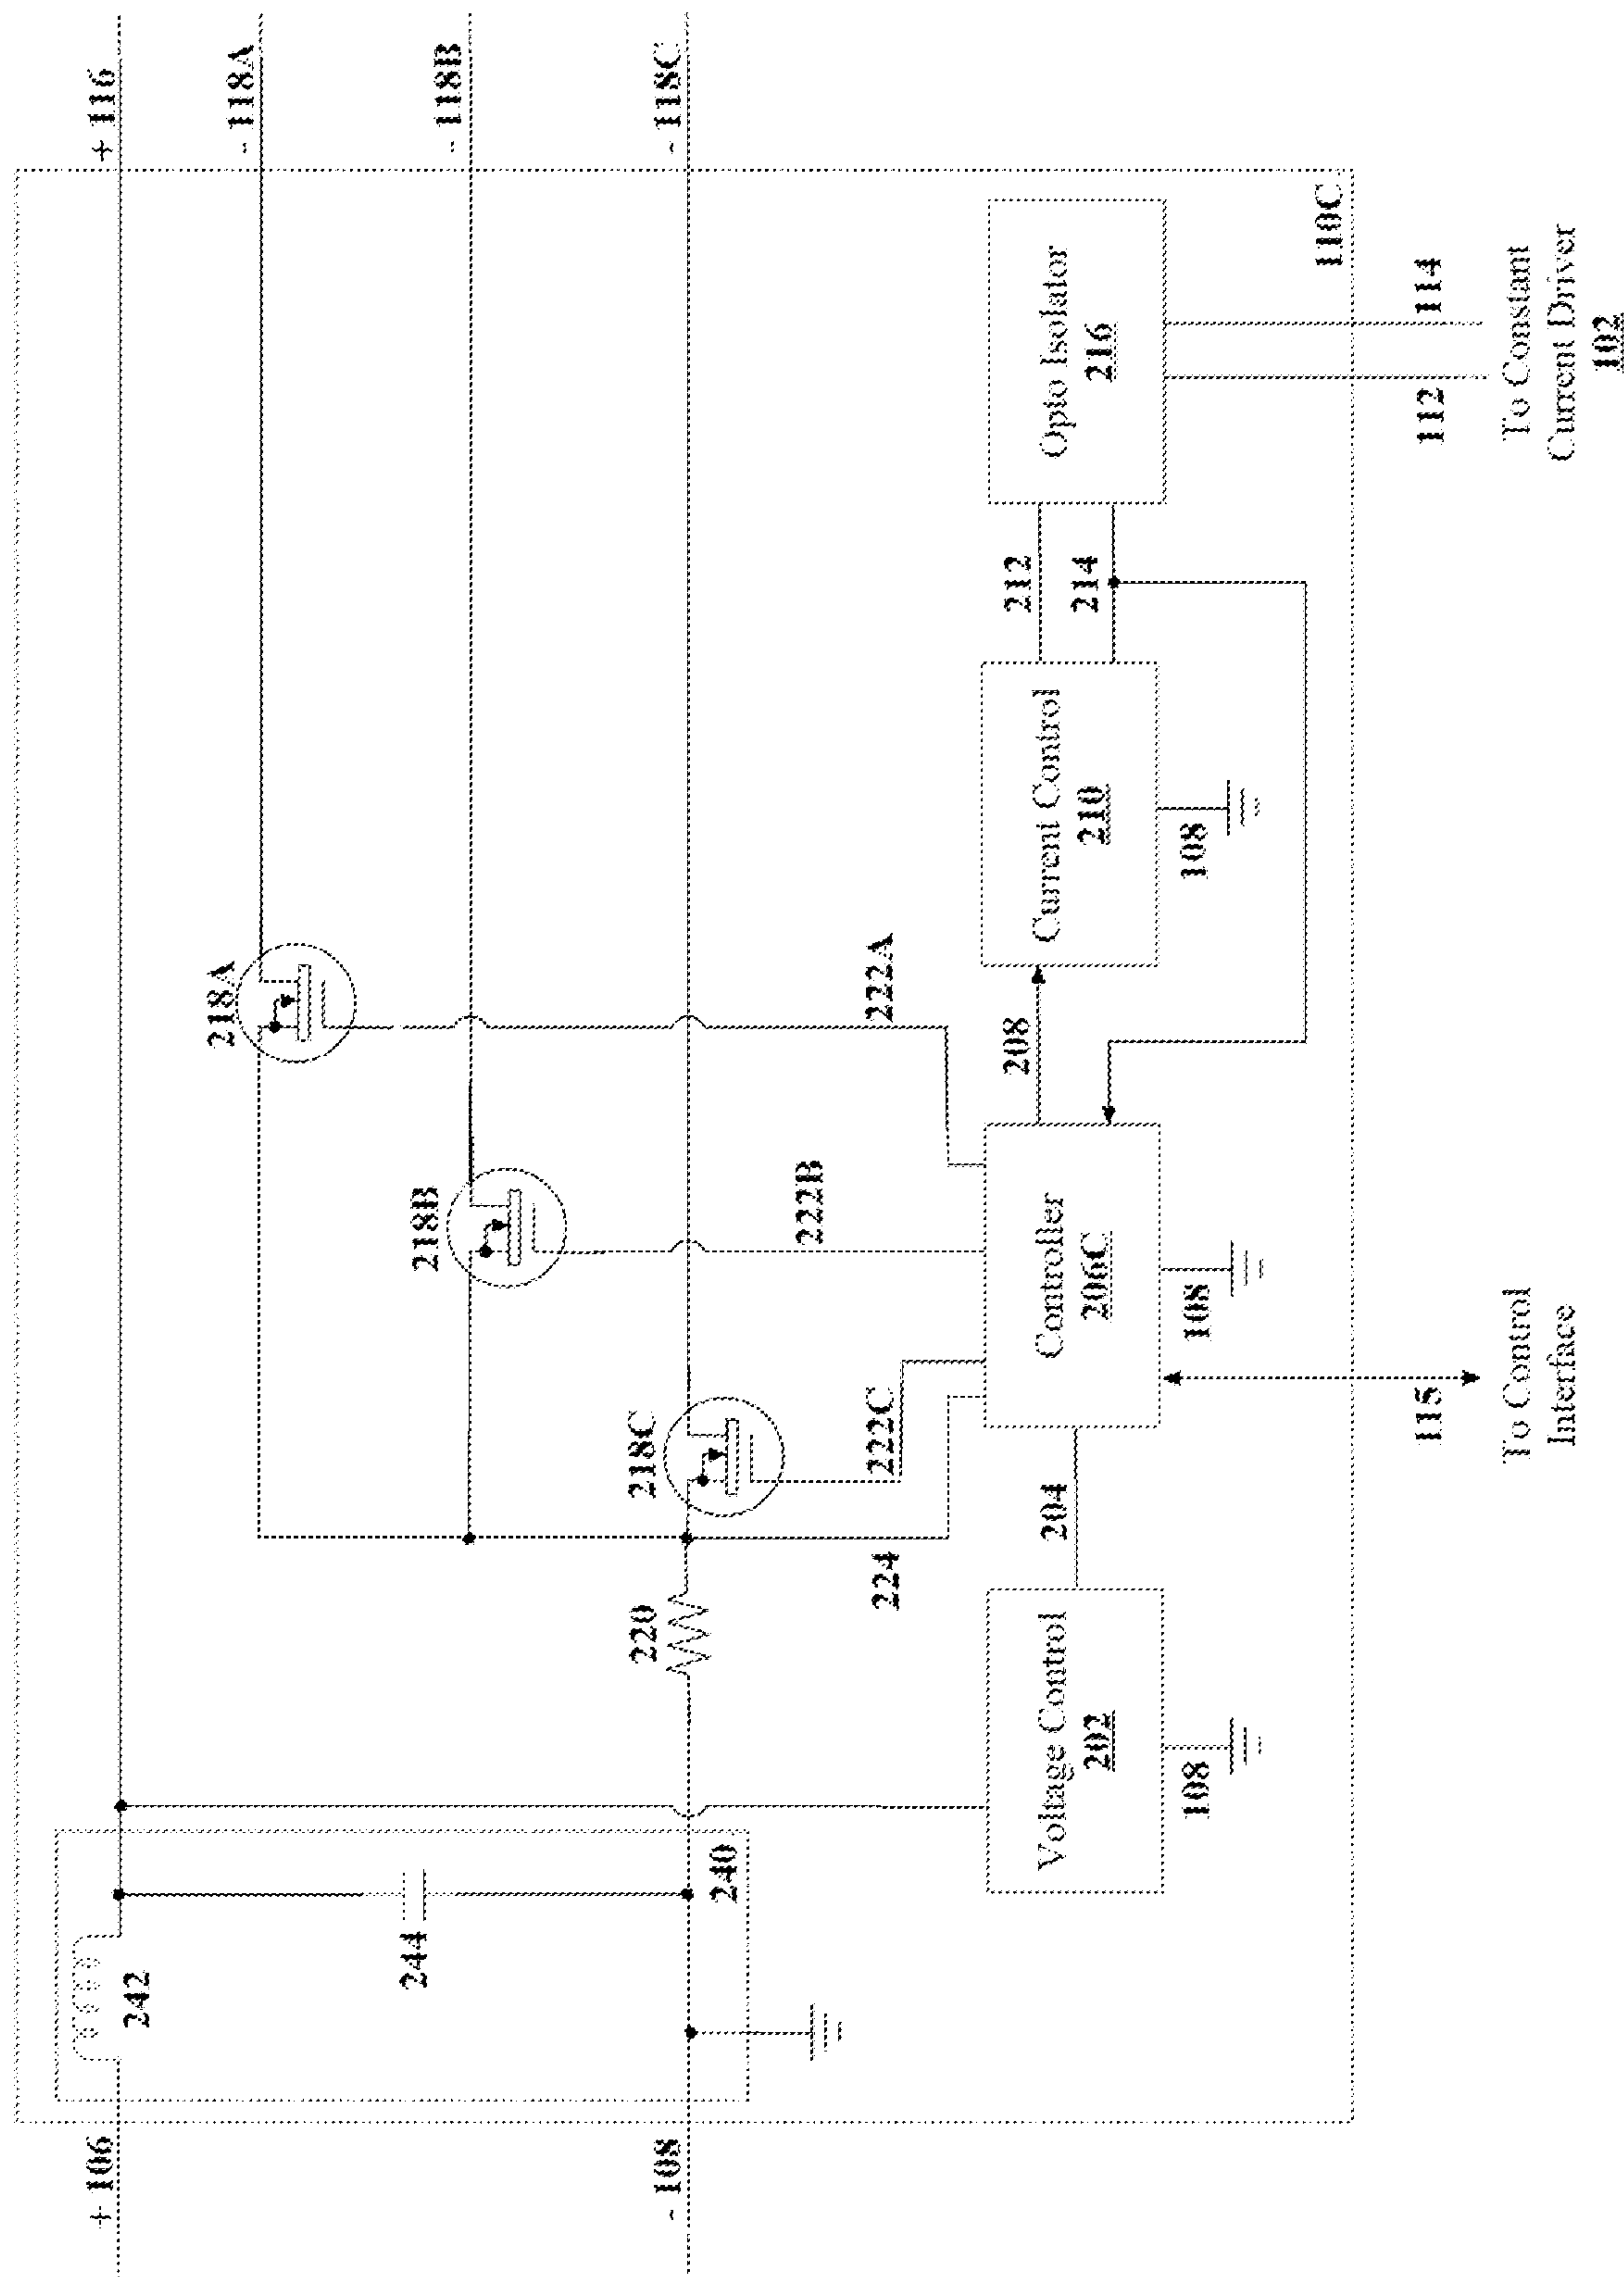 + 106
- 108
+ 116
- 118A
- 118B
- 118C
242
244
240
220
218A
218B
218C
222A
222B
222C
224
Voltage Control
202
108
204
Controller
206C
108
208
Current Control
210
108
212
214
Opto Isolator
216
110C
115
To Control
Interface
112
114
To Constant
Current Driver
102